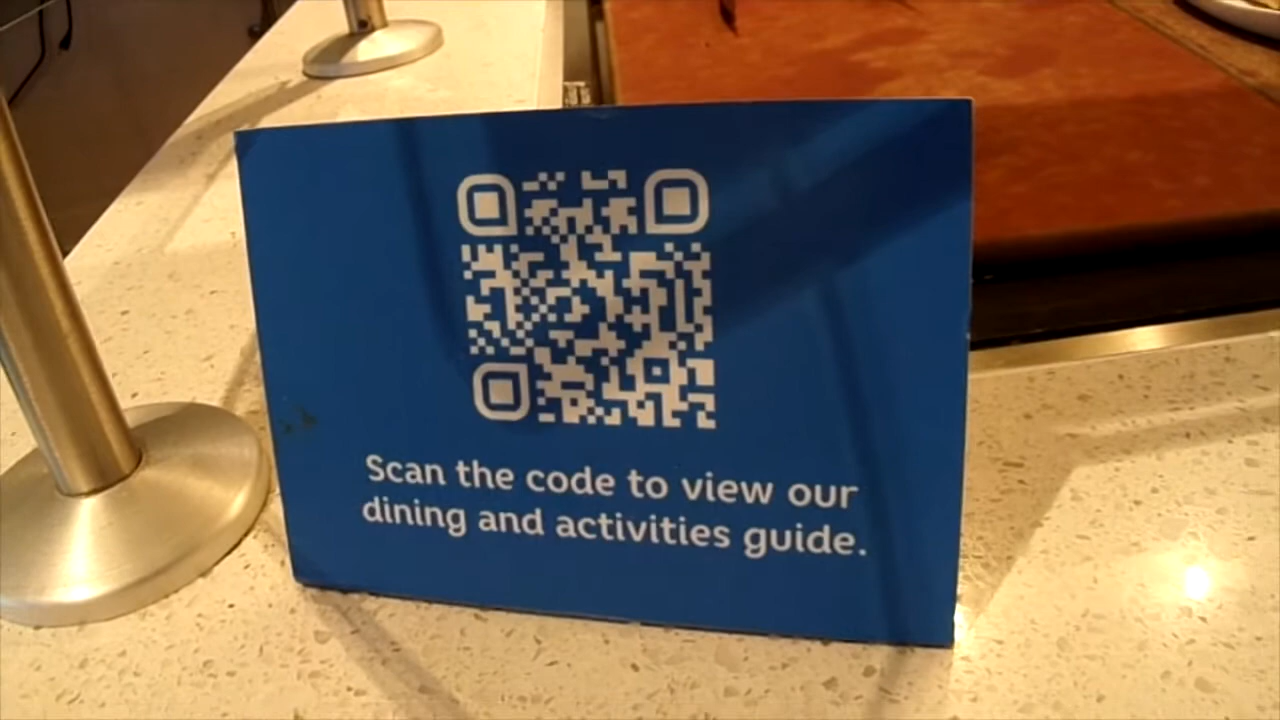 Scan the code to view our
dining and activities guide.